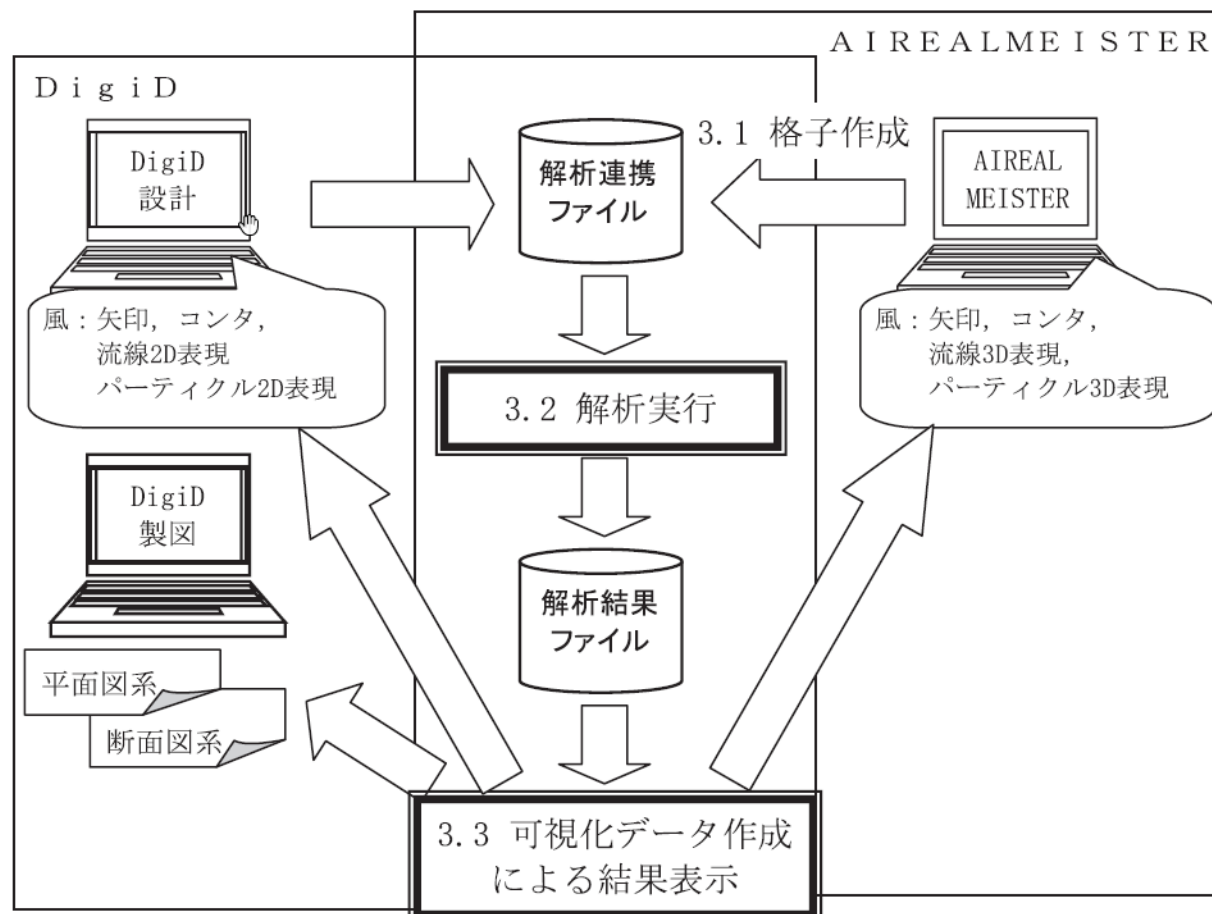 ＡＩＲＥＡＬＭＥＩＳＴＥＲ
ＤｉｇｉＤ
DigiD
設計
解析連携
ファイル
3.1 格子作成
AIREAL
MEISTER
風：矢印, コンタ,
流線2D表現
パーティクル2D表現
風：矢印, コンタ,
流線3D表現,
パーティクル3D表現
3.2 解析実行
DigiD
製図
解析結果
ファイル
平面図系
断面図系
3.3 可視化データ作成
による結果表示